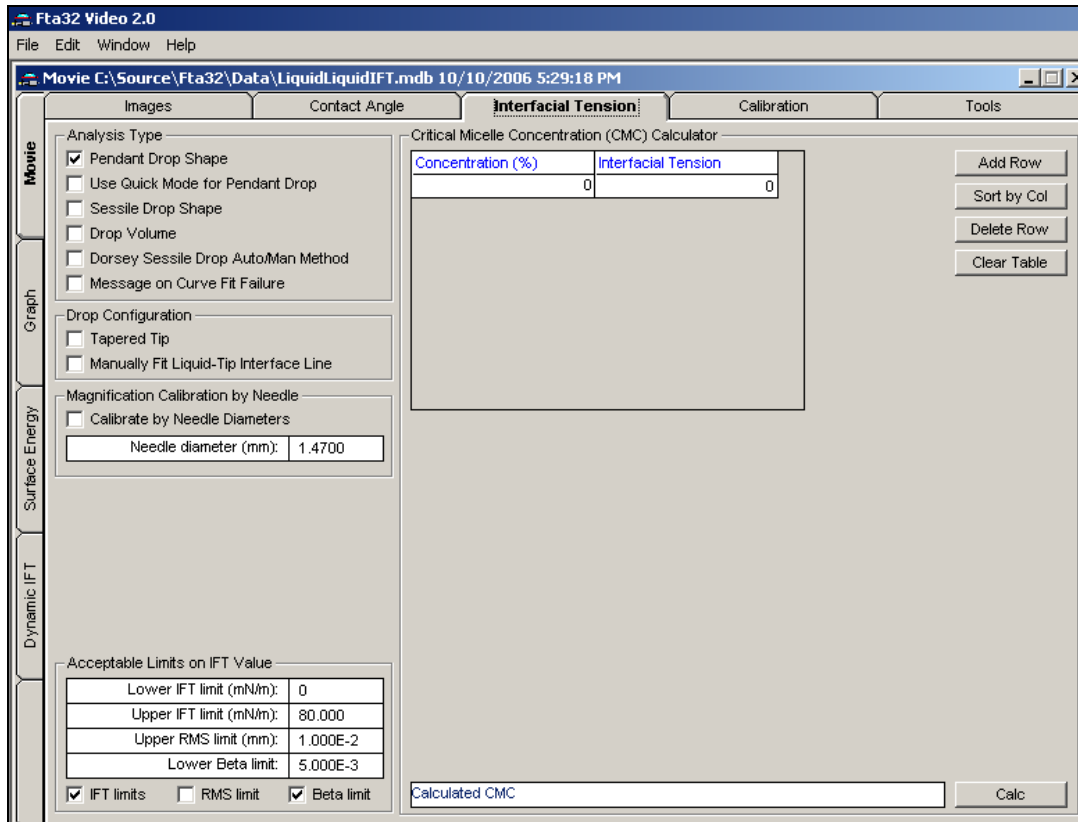 Fta32 Video 2.0
File Edit Window Help
Movie C:\Source\Fta32\Data\LiquidLiquidIFT.mdb 10/10/2006 5:29:18 PM
Images Contact Angle Interfacial Tension Calibration Tools
Movie
Graph
Surface Energy
Dynamic IFT
Analysis Type
Pendant Drop Shape
Use Quick Mode for Pendant Drop
Sessile Drop Shape
Drop Volume
Dorsey Sessile Drop Auto/Man Method
Message on Curve Fit Failure
Drop Configuration
Tapered Tip
Manually Fit Liquid-Tip Interface Line
Magnification Calibration by Needle
Calibrate by Needle Diameters
Needle diameter (mm): 1.4700
Acceptable Limits on IFT Value
Lower IFT limit (mN/m): 0
Upper IFT limit (mN/m): 80.000
Upper RMS limit (mm): 1.000E-2
Lower Beta limit: 5.000E-3
IFT limits RMS limit Beta limit
Critical Micelle Concentration (CMC) Calculator
Concentration (%) Interfacial Tension
0 0
Add Row
Sort by Col
Delete Row
Clear Table
Calculated CMC
Calc